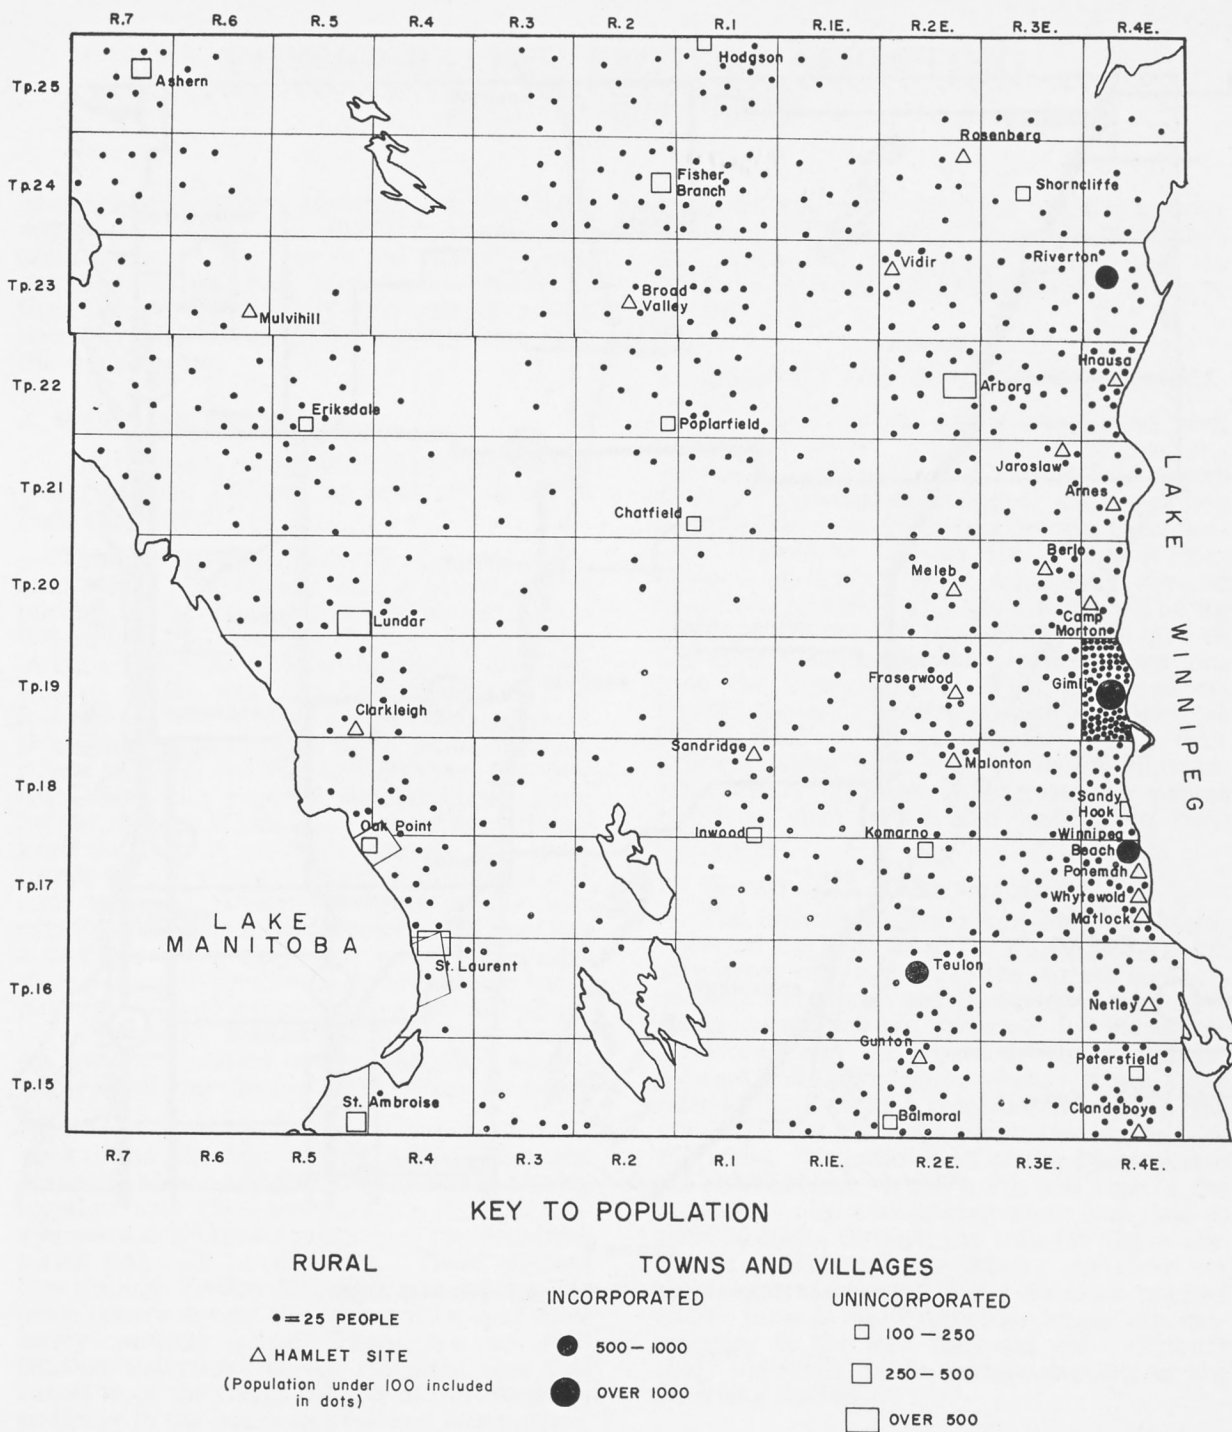 R.7 R.6 R.5 R.4 R.3 R.2 R.1 R.1E. R.2E. R.3E. R.4E.
Tp.25
Ashern
Hodgson
Rosenberg
Tp.24
Fisher
Branch
Shorncliffe
Tp.23
Mulvihill
Broad
Valley
Vidir
Riverton
Tp.22
Eriksdale
Poplarfield
Arborg
Hnausa
Tp.21
Chatfield
Jaroslaw
Arnes
LAKE WINNIPEG
Tp.20
Lundar
Meleb
Berlo
Camp
Morton
Tp.19
Clarkleigh
Fraserwood
Gimli
Tp.18
Sandridge
Malonton
Sandy
Hook
Oak Point
Inwood
Komarno
Winnipeg
Beach
Tp.17
Ponemah
Whytewold
Matlock
LAKE
MANITOBA
St. Laurent
Teulon
Tp.16
Netley
Gunton
Petersfield
Tp.15
St. Ambroise
Balmoral
Clandeboye
R.7 R.6 R.5 R.4 R.3 R.2 R.1 R.1E. R.2E. R.3E. R.4E.
KEY TO POPULATION
RURAL
• = 25 PEOPLE
△ HAMLET SITE
(Population under 100 included
in dots)
TOWNS AND VILLAGES
INCORPORATED
500 — 1000
OVER 1000
UNINCORPORATED
100 — 250
250 — 500
OVER 500